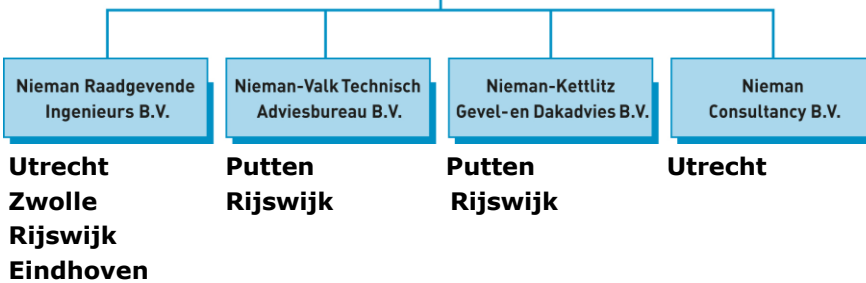 Nieman Raadgevende
Ingenieurs B.V.
Nieman-Valk Technisch
Adviesbureau B.V.
Nieman-Kettlitz
Gevel- en Dakadvies B.V.
Nieman
Consultancy B.V.
Utrecht
Zwolle
Rijswijk
Eindhoven
Putten
Rijswijk
Putten
Rijswijk
Utrecht